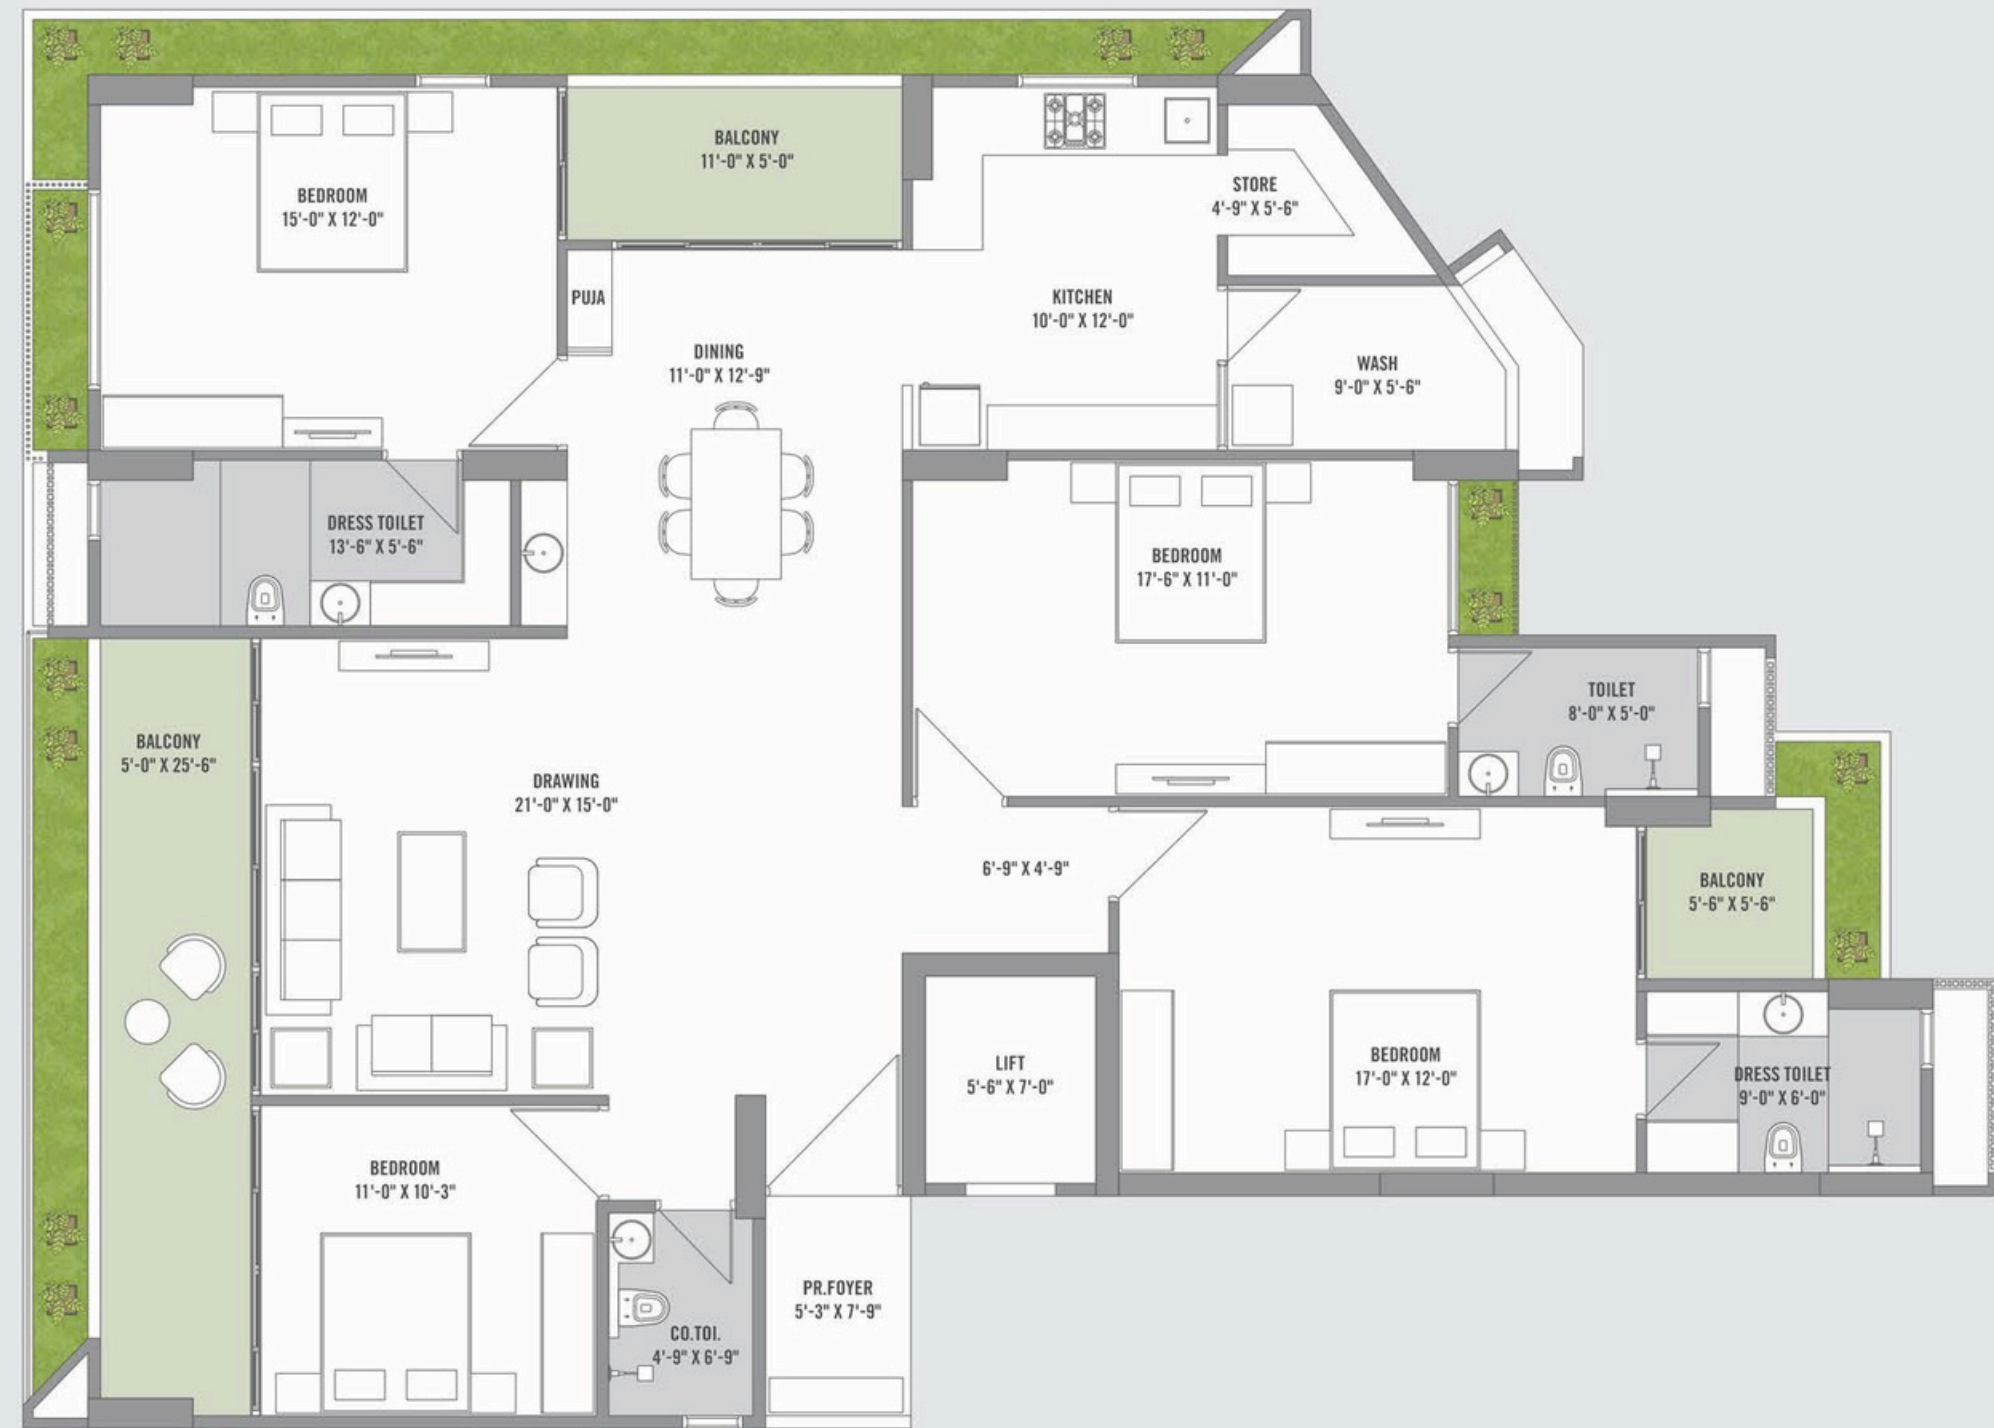 BALCONY
11'-0" X 5'-0"
BEDROOM
15'-0" X 12'-0"
STORE
4'-9" X 5'-6"
PUJA
KITCHEN
10'-0" X 12'-0"
DINING
11'-0" X 12'-9"
WASH
9'-0" X 5'-6"
DRESS TOILET
13'-6" X 5'-6"
BEDROOM
17'-6" X 11'-0"
TOILET
8'-0" X 5'-0"
BALCONY
5'-0" X 25'-6"
DRAWING
21'-0" X 15'-0"
6'-9" X 4'-9"
BALCONY
5'-6" X 5'-6"
LIFT
5'-6" X 7'-0"
BEDROOM
17'-0" X 12'-0"
DRESS TOILET
9'-0" X 6'-0"
BEDROOM
11'-0" X 10'-3"
PR.FOYER
5'-3" X 7'-9"
CO.TOI.
4'-9" X 6'-9"